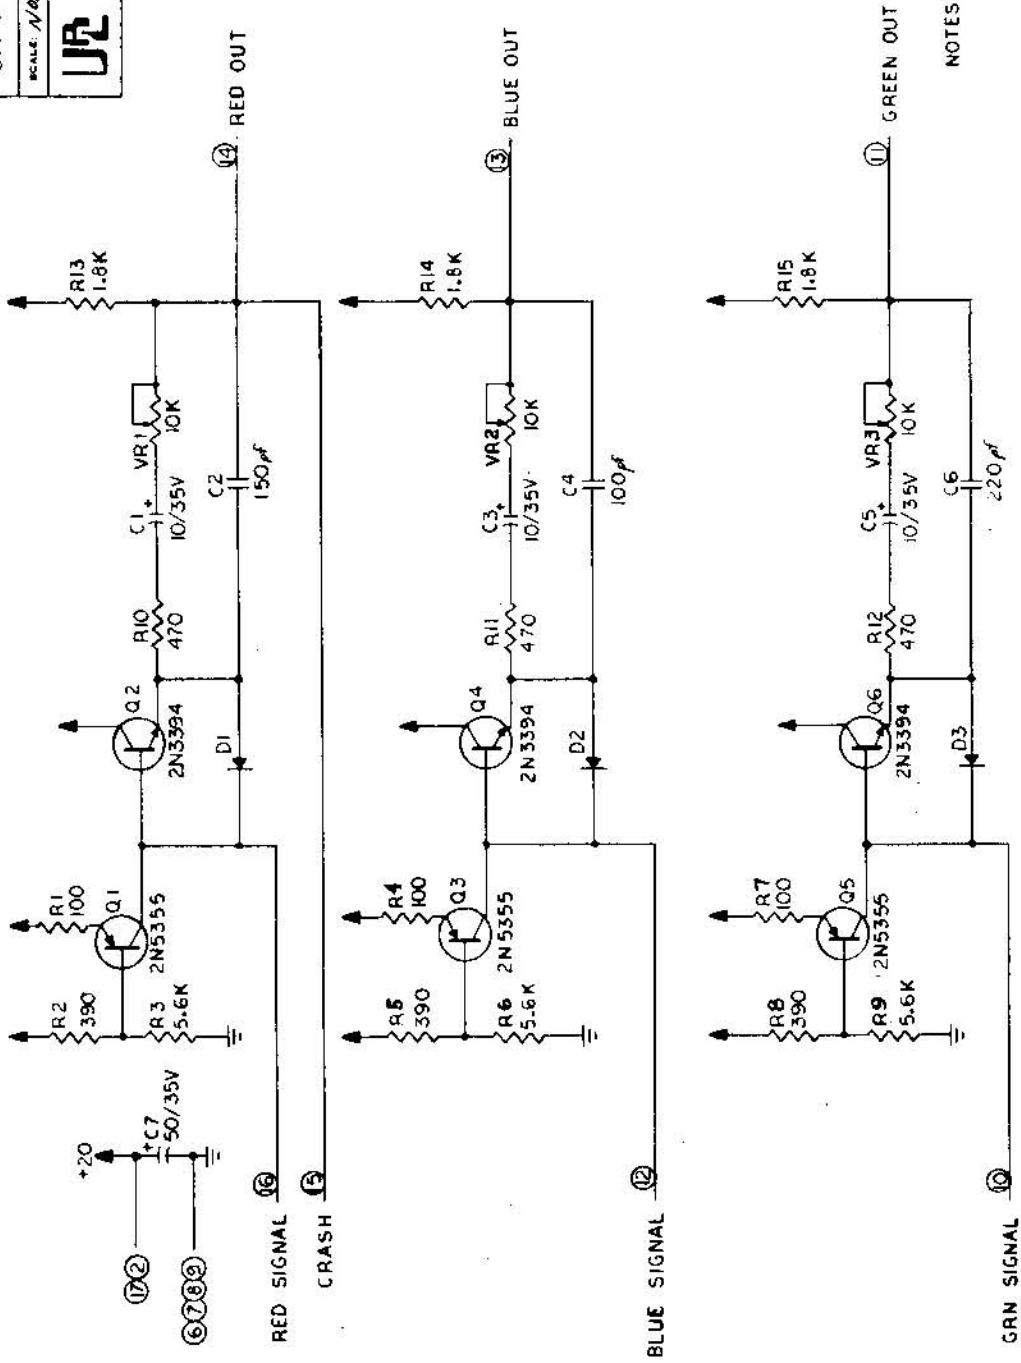 SCALE:
UPL
R13
1.8K
14
RED OUT
VR1
10K
C1 +
10/35V
R10
470
C2
150pf
Q2
2N3394
D1
R1
100
Q1
2N5355
R2
390
R3
5.6K
+20
+C7
50/35V
17 2
6 7 8 9
16
RED SIGNAL
15
CRASH
R14
1.8K
13
BLUE OUT
VR2
10K
C3 +
10/35V
R11
470
C4
100pf
Q4
2N3394
D2
R4
100
Q3
2N5355
R5
390
R6
5.6K
12
BLUE SIGNAL
R15
1.8K
11
GREEN OUT
VR3
10K
C5 +
10/35V
R12
470
C6
220pf
Q6
2N3394
D3
R7
100
Q5
2N5355
R8
390
R9
5.6K
10
GRN SIGNAL
NOTES